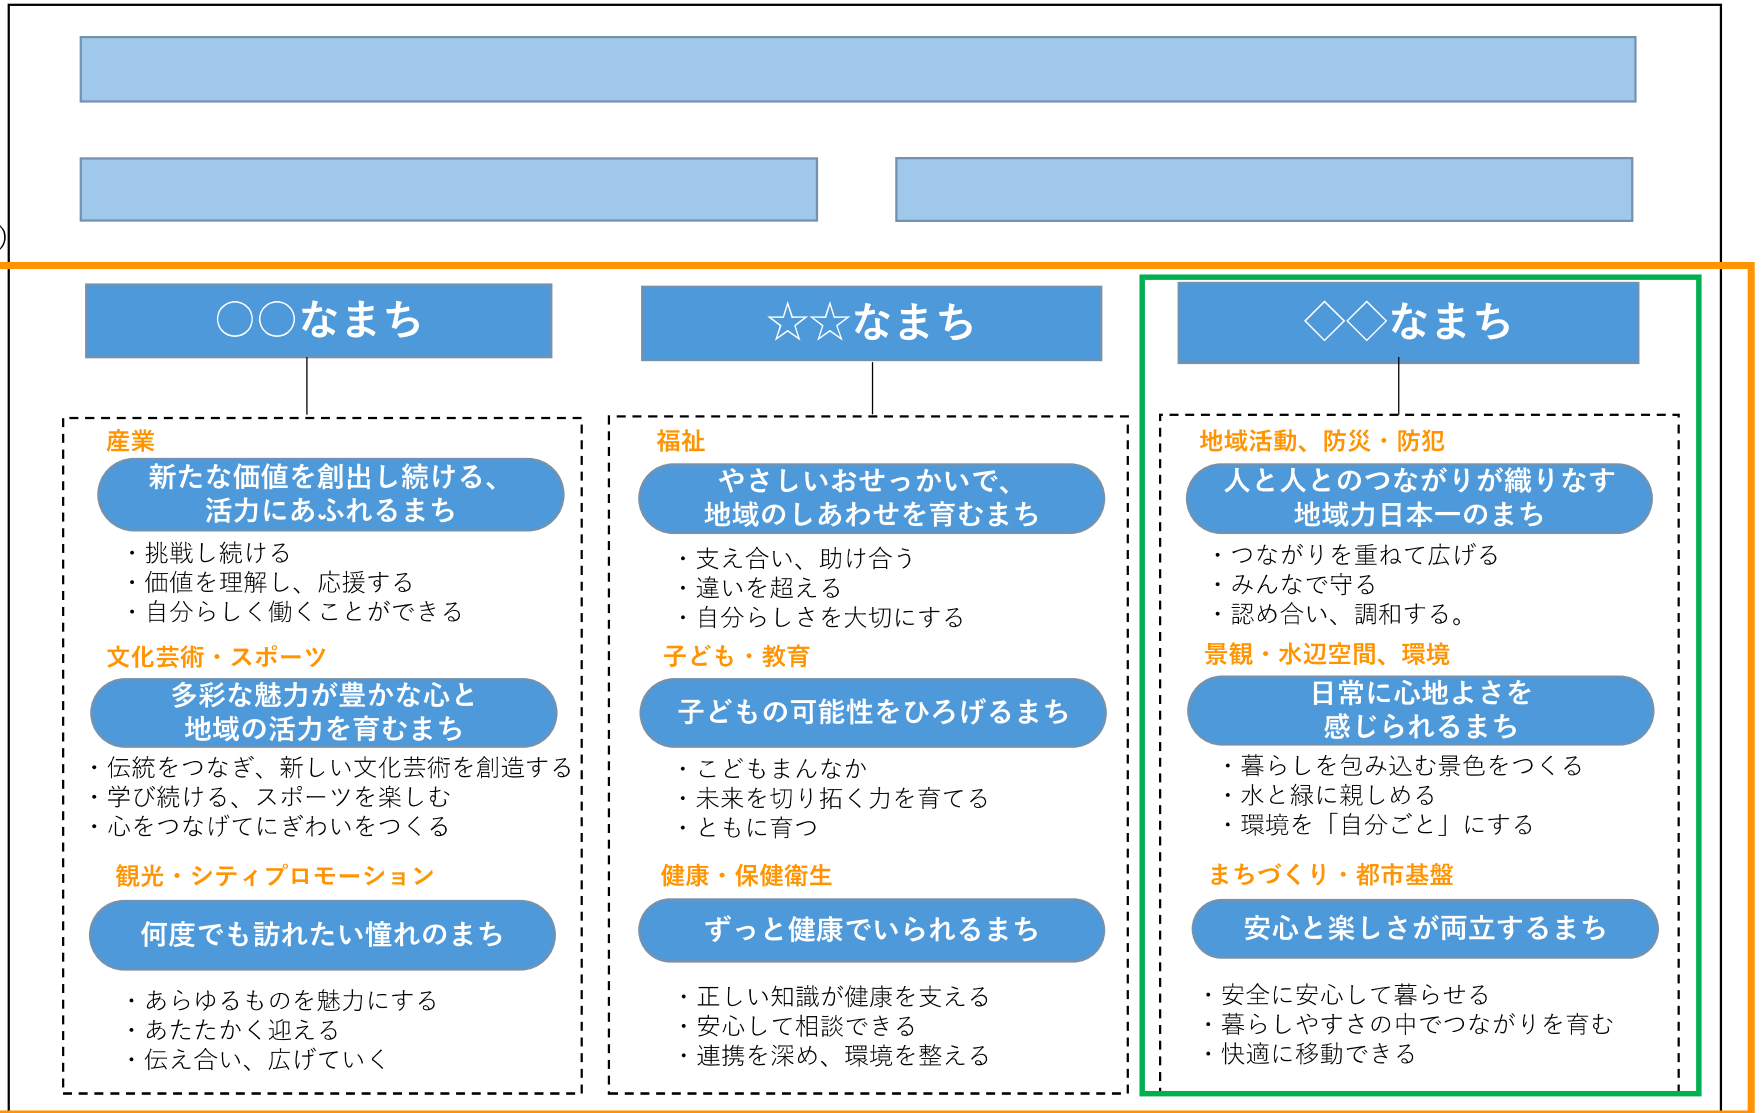 ○○なまち
産業
新たな価値を創出し続ける、
活力にあふれるまち
・挑戦し続ける
・価値を理解し、応援する
・自分らしく働くことができる
文化芸術・スポーツ
多彩な魅力が豊かな心と
地域の活力を育むまち
・伝統をつなぎ、新しい文化芸術を創造する
・学び続ける、スポーツを楽しむ
・心をつなげてにぎわいをつくる
観光・シティプロモーション
何度でも訪れたい憧れのまち
・あらゆるものを魅力にする
・あたたかく迎える
・伝え合い、広げていく
☆☆なまち
福祉
やさしいおせっかいで、
地域のしあわせを育むまち
・支え合い、助け合う
・違いを超える
・自分らしさを大切にする
子ども・教育
子どもの可能性をひろげるまち
・こどもまんなか
・未来を切り拓く力を育てる
・ともに育つ
健康・保健衛生
ずっと健康でいられるまち
・正しい知識が健康を支える
・安心して相談できる
・連携を深め、環境を整える
◇◇なまち
地域活動、防災・防犯
人と人とのつながりが織りなす
地域力日本一のまち
・つながりを重ねて広げる
・みんなで守る
・認め合い、調和する。
景観・水辺空間、環境
日常に心地よさを
感じられるまち
・暮らしを包み込む景色をつくる
・水と緑に親しめる
・環境を「自分ごと」にする
まちづくり・都市基盤
安心と楽しさが両立するまち
・安全に安心して暮らせる
・暮らしやすさの中でつながりを育む
・快適に移動できる